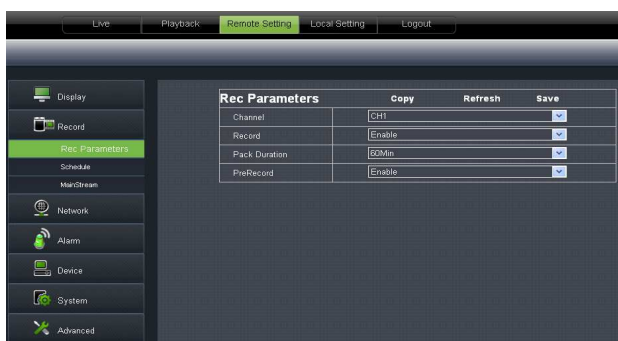 Live Playback Remote Setting Local Setting Logout
Display
Record
Rec Parameters
Schedule
MainStream
Network
Alarm
Device
System
Advanced
Rec Parameters Copy Refresh Save
Channel CH1
Record Enable
Pack Duration 60Min
PreRecord Enable